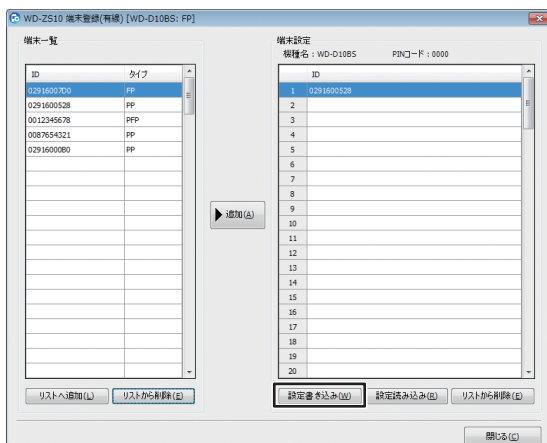 WD-ZS10 端末登録(有線) [WD-D10BS: FP]
端末一覧
ID タイプ
02916007D0 FP
0291600528 PP
0012345678 PFP
0087654321 PP
02916000B0 PP
リストへ追加(L) リストから削除(E)
追加(A)
端末設定
機種名：WD-D10BS PINコード：0000
ID
1 0291600528
2
3
4
5
6
7
8
9
10
11
12
13
14
15
16
17
18
19
20
設定書き込み(W) 設定読み込み(R) リストから削除(E)
閉じる(C)